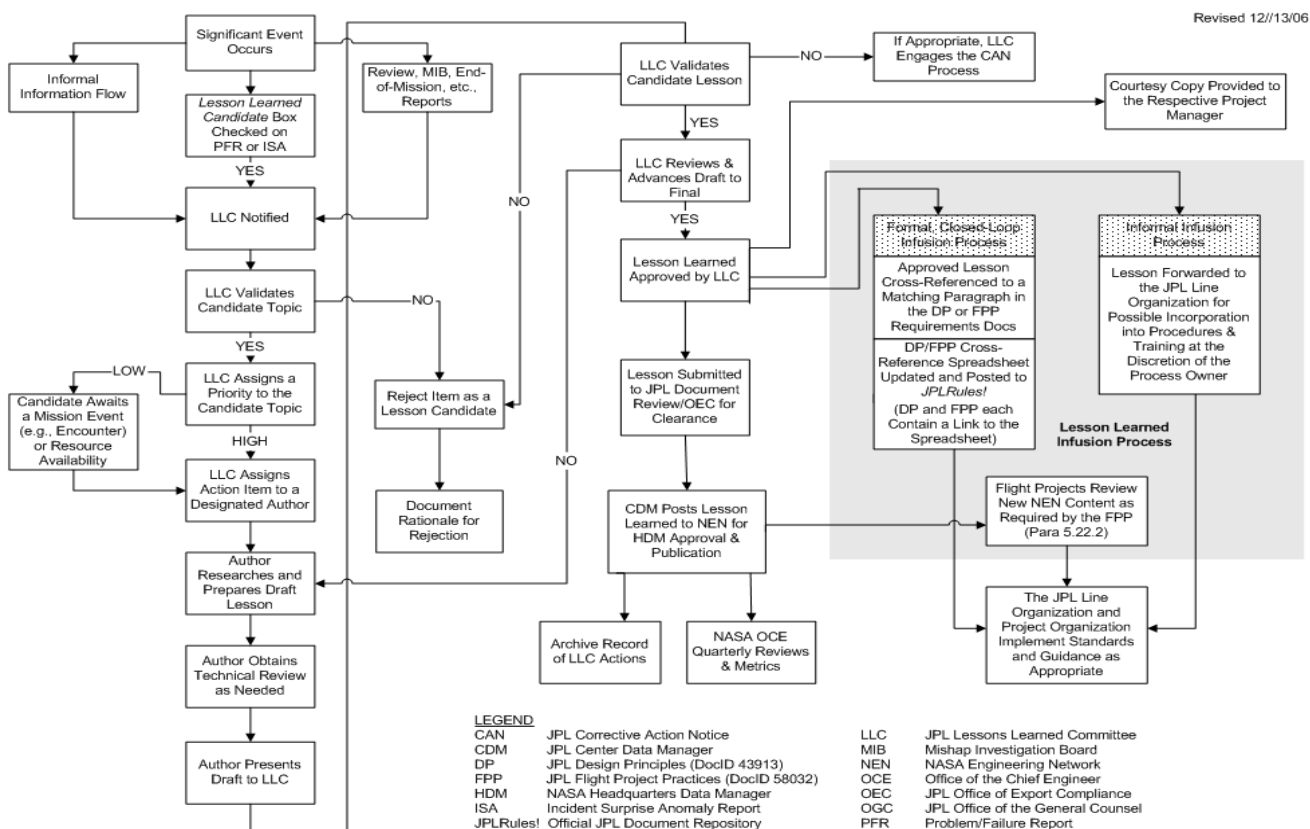 Revised 12//13/06
Significant Event
Occurs
Informal
Information Flow
Lesson Learned
Candidate Box
Checked on
PFR or ISA
Review, MIB, End-
of-Mission, etc.,
Reports
YES
LLC Notified
LLC Validates
Candidate Topic
NO
YES
LLC Assigns a
Priority to the
Candidate Topic
LOW
Candidate Awaits
a Mission Event
(e.g., Encounter)
or Resource
Availability
HIGH
LLC Assigns
Action Item to a
Designated Author
Author
Researches and
Prepares Draft
Lesson
Author Obtains
Technical Review
as Needed
Author Presents
Draft to LLC
Reject Item as a
Lesson Candidate
Document
Rationale for
Rejection
LLC Validates
Candidate Lesson
NO
If Appropriate, LLC
Engages the CAN
Process
NO
YES
LLC Reviews &
Advances Draft to
Final
NO
YES
Lesson Learned
Approved by LLC
Courtesy Copy Provided to
the Respective Project
Manager
Lesson Submitted
to JPL Document
Review/OEC for
Clearance
CDM Posts Lesson
Learned to NEN for
HDM Approval &
Publication
Archive Record
of LLC Actions
NASA OCE
Quarterly Reviews
& Metrics
Formal, Closed-Loop
Infusion Process
Approved Lesson
Cross-Referenced to a
Matching Paragraph in
the DP or FPP
Requirements Docs
DP/FPP Cross-
Reference Spreadsheet
Updated and Posted to
JPLRules!
(DP and FPP each
Contain a Link to the
Spreadsheet)
Informal Infusion
Process
Lesson Forwarded to
the JPL Line
Organization for
Possible Incorporation
into Procedures &
Training at the
Discretion of the
Process Owner
Lesson Learned
Infusion Process
Flight Projects Review
New NEN Content as
Required by the FPP
(Para 5.22.2)
The JPL Line
Organization and
Project Organization
Implement Standards
and Guidance as
Appropriate
LEGEND
CAN JPL Corrective Action Notice
CDM JPL Center Data Manager
DP JPL Design Principles (DocID 43913)
FPP JPL Flight Project Practices (DocID 58032)
HDM NASA Headquarters Data Manager
ISA Incident Surprise Anomaly Report
JPLRules! Official JPL Document Repository
LLC JPL Lessons Learned Committee
MIB Mishap Investigation Board
NEN NASA Engineering Network
OCE Office of the Chief Engineer
OEC JPL Office of Export Compliance
OGC JPL Office of the General Counsel
PFR Problem/Failure Report